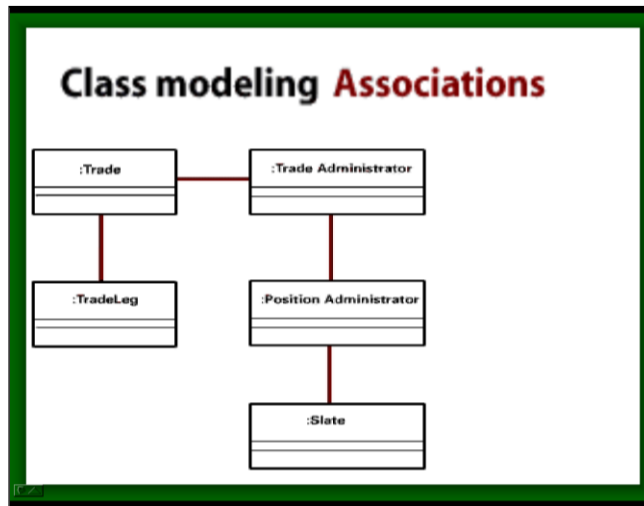 Class modeling Associations
:Trade
:Trade Administrator
:TradeLeg
:Position Administrator
:Slate